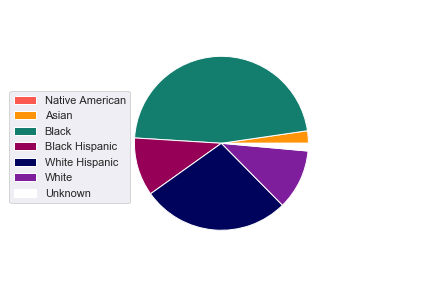 Native American
Asian
Black
Black Hispanic
White Hispanic
White
Unknown